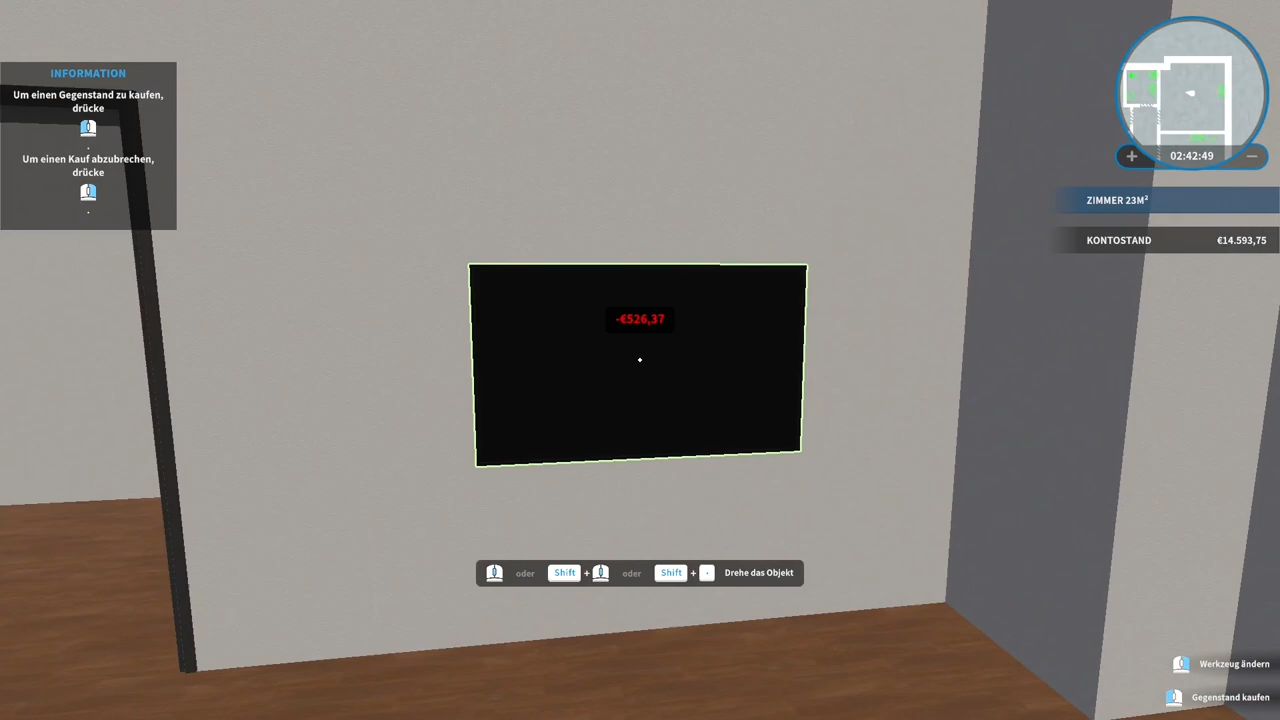 INFORMATION
Um einen Gegenstand zu kaufen,
drücke
.
Um einen Kauf abzubrechen,
drücke
.
02:42:49
ZIMMER 23M²
KONTOSTAND €14.593,75
-€526,37
oder Shift + oder Shift + . Drehe das Objekt
Werkzeug ändern
Gegenstand kaufen